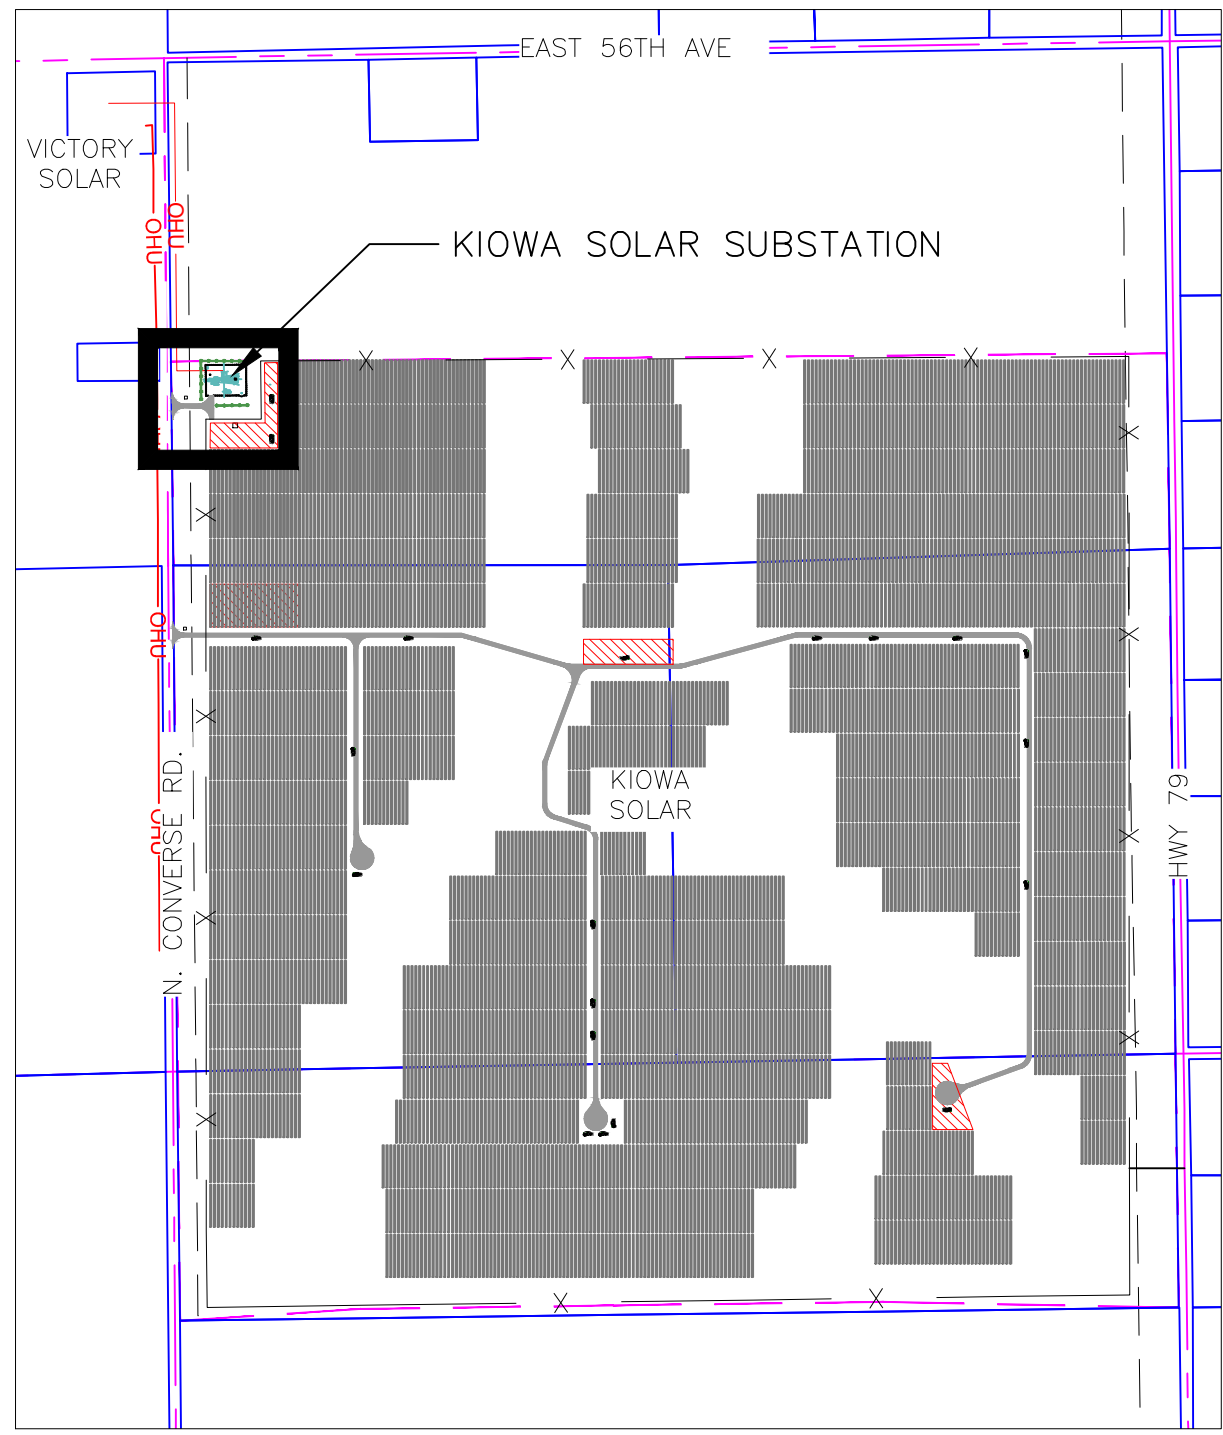 EAST 56TH AVE
VICTORY
SOLAR
OHU
OHU
KIOWA SOLAR SUBSTATION
OHU
KIOWA
SOLAR
N. CONVERSE RD.
OHU
HWY 79